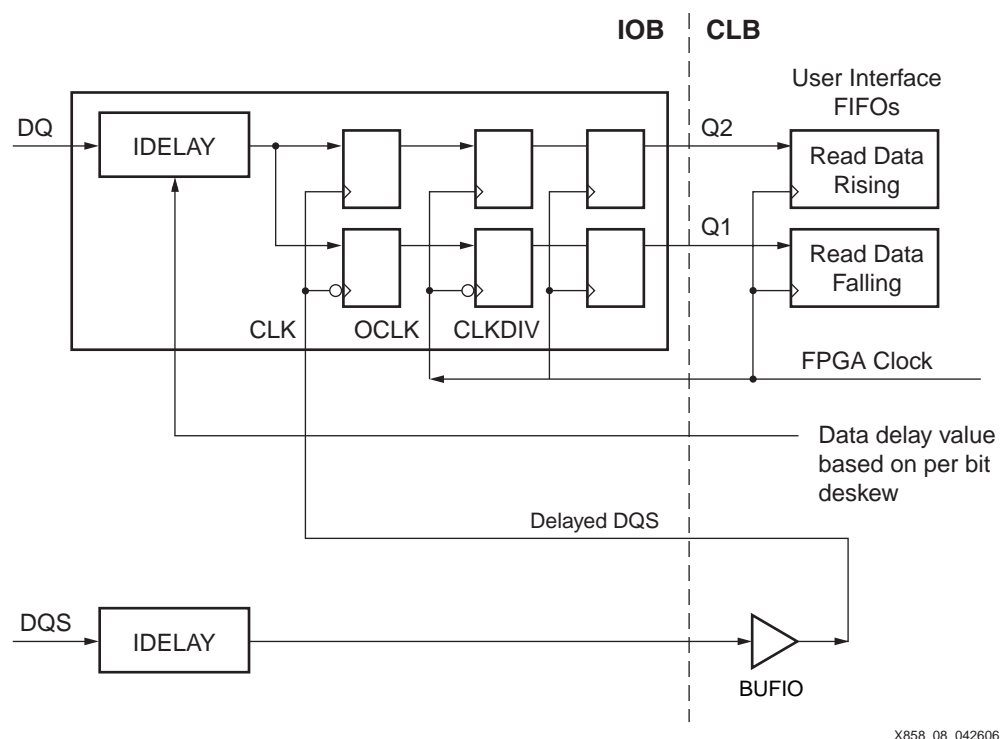 IOB
CLB
User Interface
FIFOs
DQ
IDELAY
Q2
Read Data
Rising
Q1
Read Data
Falling
CLK
OCLK
CLKDIV
FPGA Clock
Data delay value
based on per bit
deskew
Delayed DQS
DQS
IDELAY
BUFIO
X858_08_042606